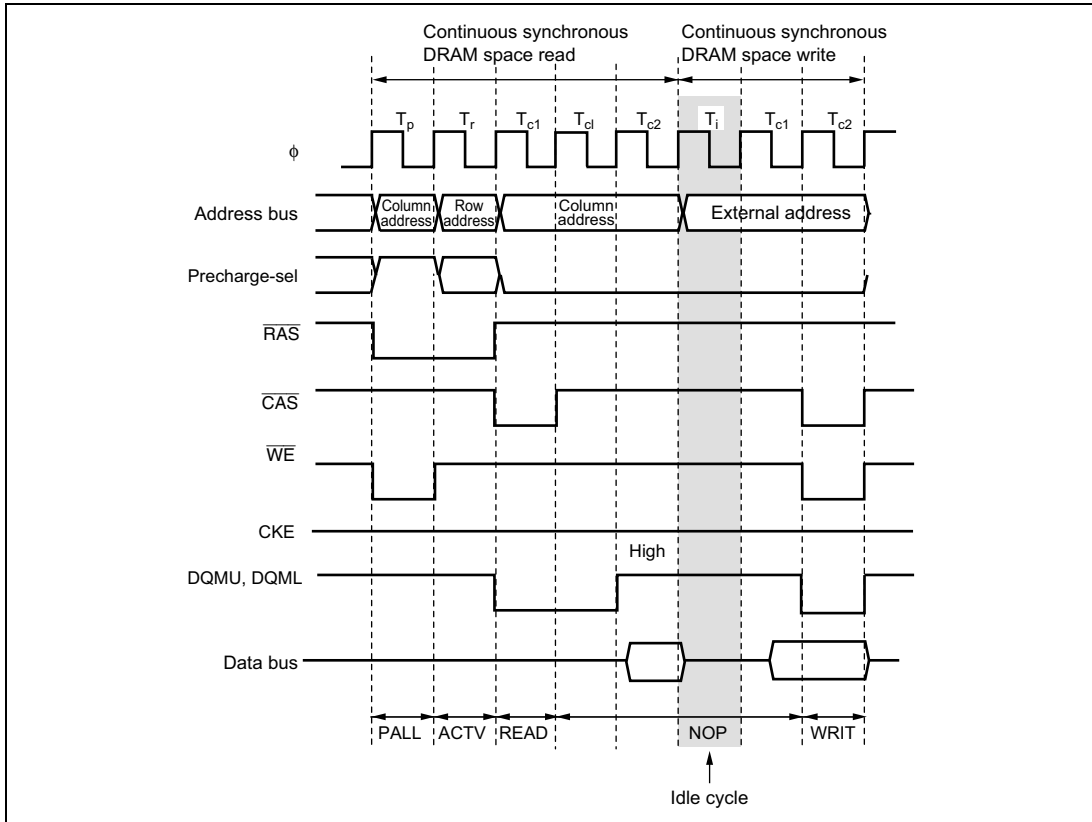 Continuous synchronous
DRAM space read
Continuous synchronous
DRAM space write
Tp Tr Tc1 Tcl Tc2 Ti Tc1 Tc2
ϕ
Address bus
Column
address
Row
address
Column
address
External address
Precharge-sel
RAS
CAS
WE
CKE
High
DQMU, DQML
Data bus
PALL ACTV READ NOP WRIT
Idle cycle